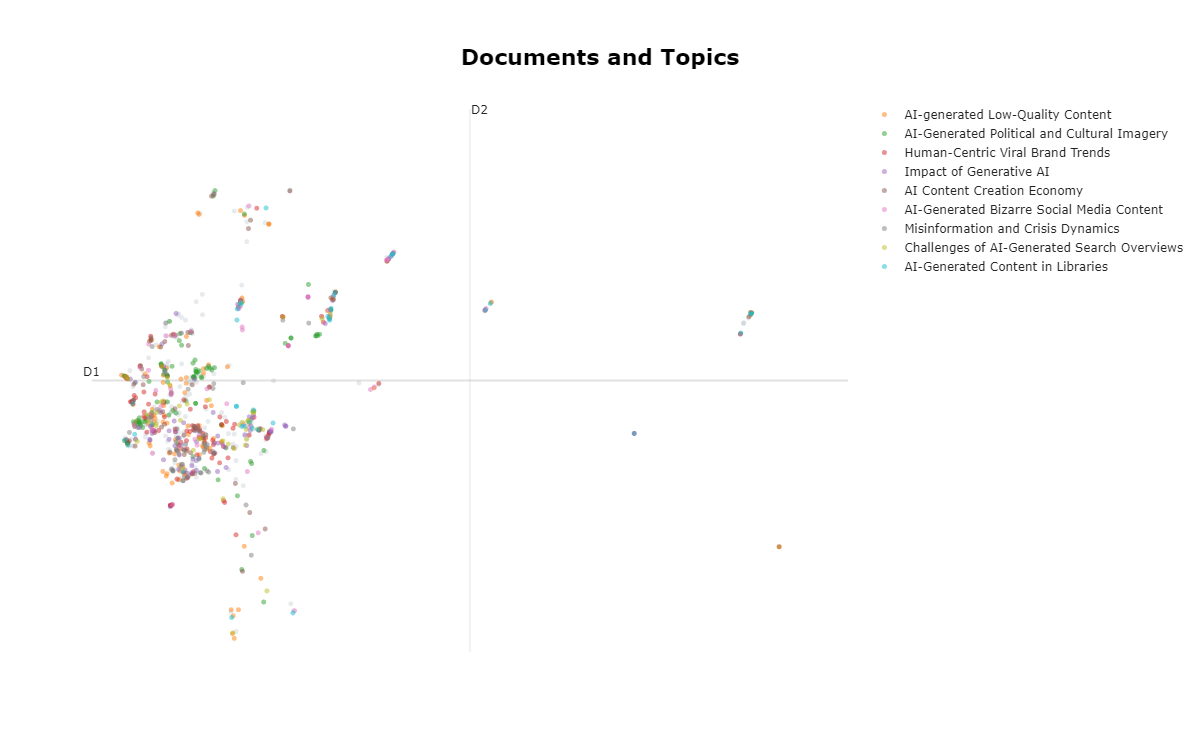 Documents and Topics
D2
D1
AI-generated Low-Quality Content
AI-Generated Political and Cultural Imagery
Human-Centric Viral Brand Trends
Impact of Generative AI
AI Content Creation Economy
AI-Generated Bizarre Social Media Content
Misinformation and Crisis Dynamics
Challenges of AI-Generated Search Overviews
AI-Generated Content in Libraries